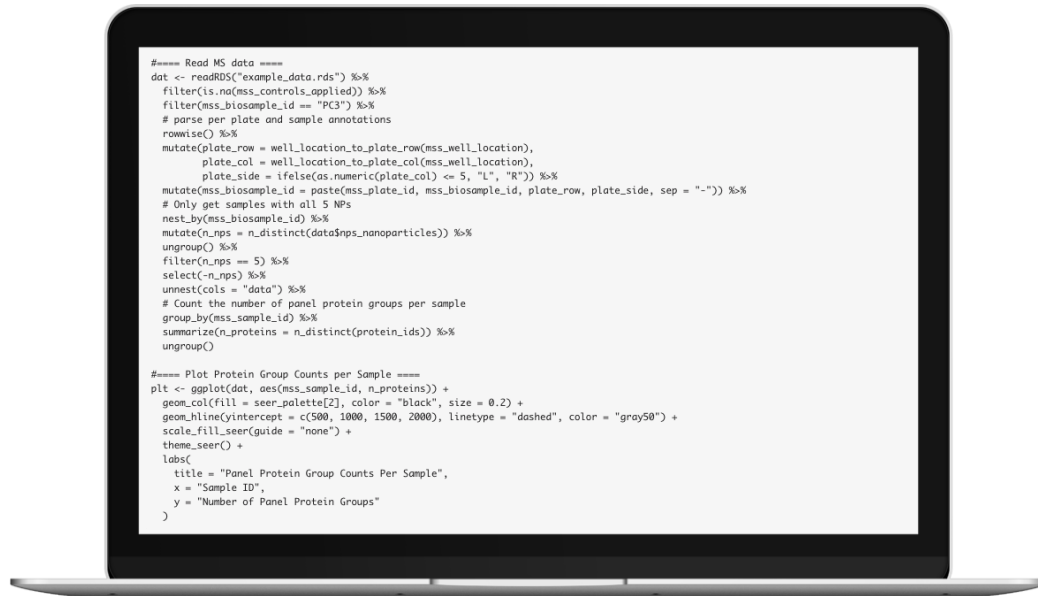 #==== Read MS data ====
dat <- readRDS("example_data.rds") %>%
  filter(is.na(mss_controls_applied)) %>%
  filter(mss_biosample_id == "PC3") %>%
  # parse per plate and sample annotations
  rowwise() %>%
  mutate(plate_row = well_location_to_plate_row(mss_well_location),
         plate_col = well_location_to_plate_col(mss_well_location),
         plate_side = ifelse(as.numeric(plate_col) <= 5, "L", "R")) %>%
  mutate(mss_biosample_id = paste(mss_plate_id, mss_biosample_id, plate_row, plate_side, sep = "-")) %>%
  # Only get samples with all 5 NPs
  nest_by(mss_biosample_id) %>%
  mutate(n_nps = n_distinct(data$nps_nanoparticles)) %>%
  ungroup() %>%
  filter(n_nps == 5) %>%
  select(-n_nps) %>%
  unnest(cols = "data") %>%
  # Count the number of panel protein groups per sample
  group_by(mss_sample_id) %>%
  summarize(n_proteins = n_distinct(protein_ids)) %>%
  ungroup()

#==== Plot Protein Group Counts per Sample ====
plt <- ggplot(dat, aes(mss_sample_id, n_proteins)) +
  geom_col(fill = seer_palette[2], color = "black", size = 0.2) +
  geom_hline(yintercept = c(500, 1000, 1500, 2000), linetype = "dashed", color = "gray50") +
  scale_fill_seer(guide = "none") +
  theme_seer() +
  labs(
    title = "Panel Protein Group Counts Per Sample",
    x = "Sample ID",
    y = "Number of Panel Protein Groups"
  )